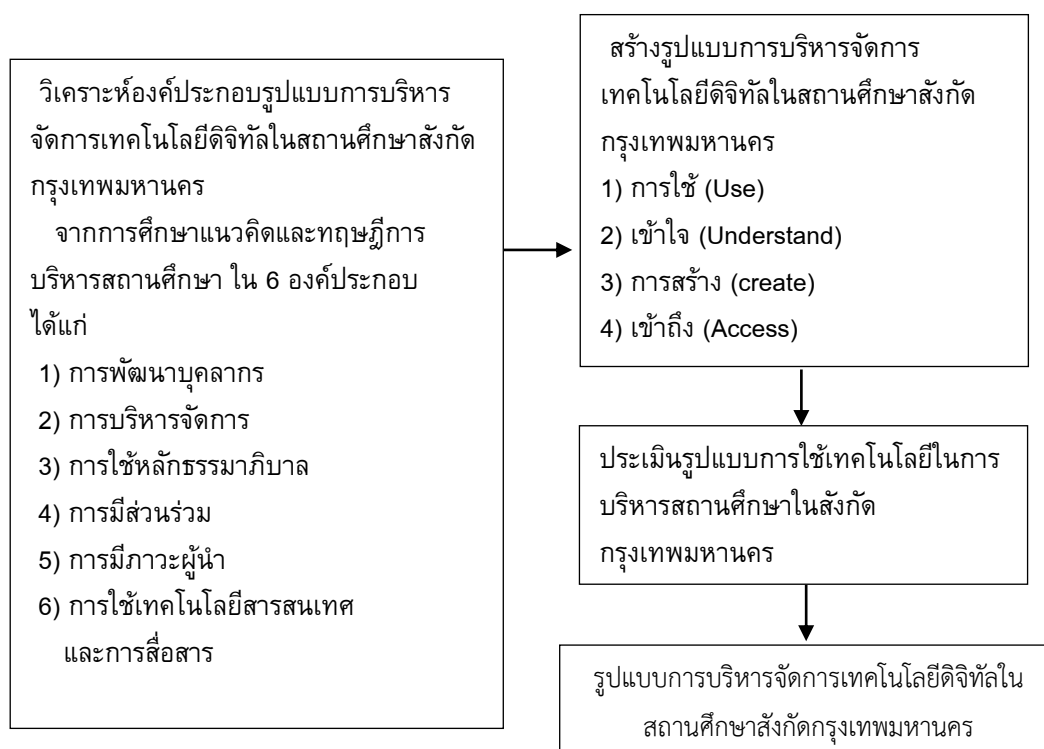 วิเคราะห์องค์ประกอบรูปแบบการบริหาร
จัดการเทคโนโลยีดิจิทัลในสถานศึกษาสังกัด
กรุงเทพมหานคร
จากการศึกษาแนวคิดและทฤษฎีการ
บริหารสถานศึกษา ใน 6 องค์ประกอบ
ได้แก่
1) การพัฒนาบุคลากร
2) การบริหารจัดการ
3) การใช้หลักธรรมาภิบาล
4) การมีส่วนร่วม
5) การมีภาวะผู้นำ
6) การใช้เทคโนโลยีสารสนเทศ
และการสื่อสาร
สร้างรูปแบบการบริหารจัดการ
เทคโนโลยีดิจิทัลในสถานศึกษาสังกัด
กรุงเทพมหานคร
1) การใช้ (Use)
2) เข้าใจ (Understand)
3) การสร้าง (create)
4) เข้าถึง (Access)
ประเมินรูปแบบการใช้เทคโนโลยีในการ
บริหารสถานศึกษาในสังกัด
กรุงเทพมหานคร
รูปแบบการบริหารจัดการเทคโนโลยีดิจิทัลใน
สถานศึกษาสังกัดกรุงเทพมหานคร